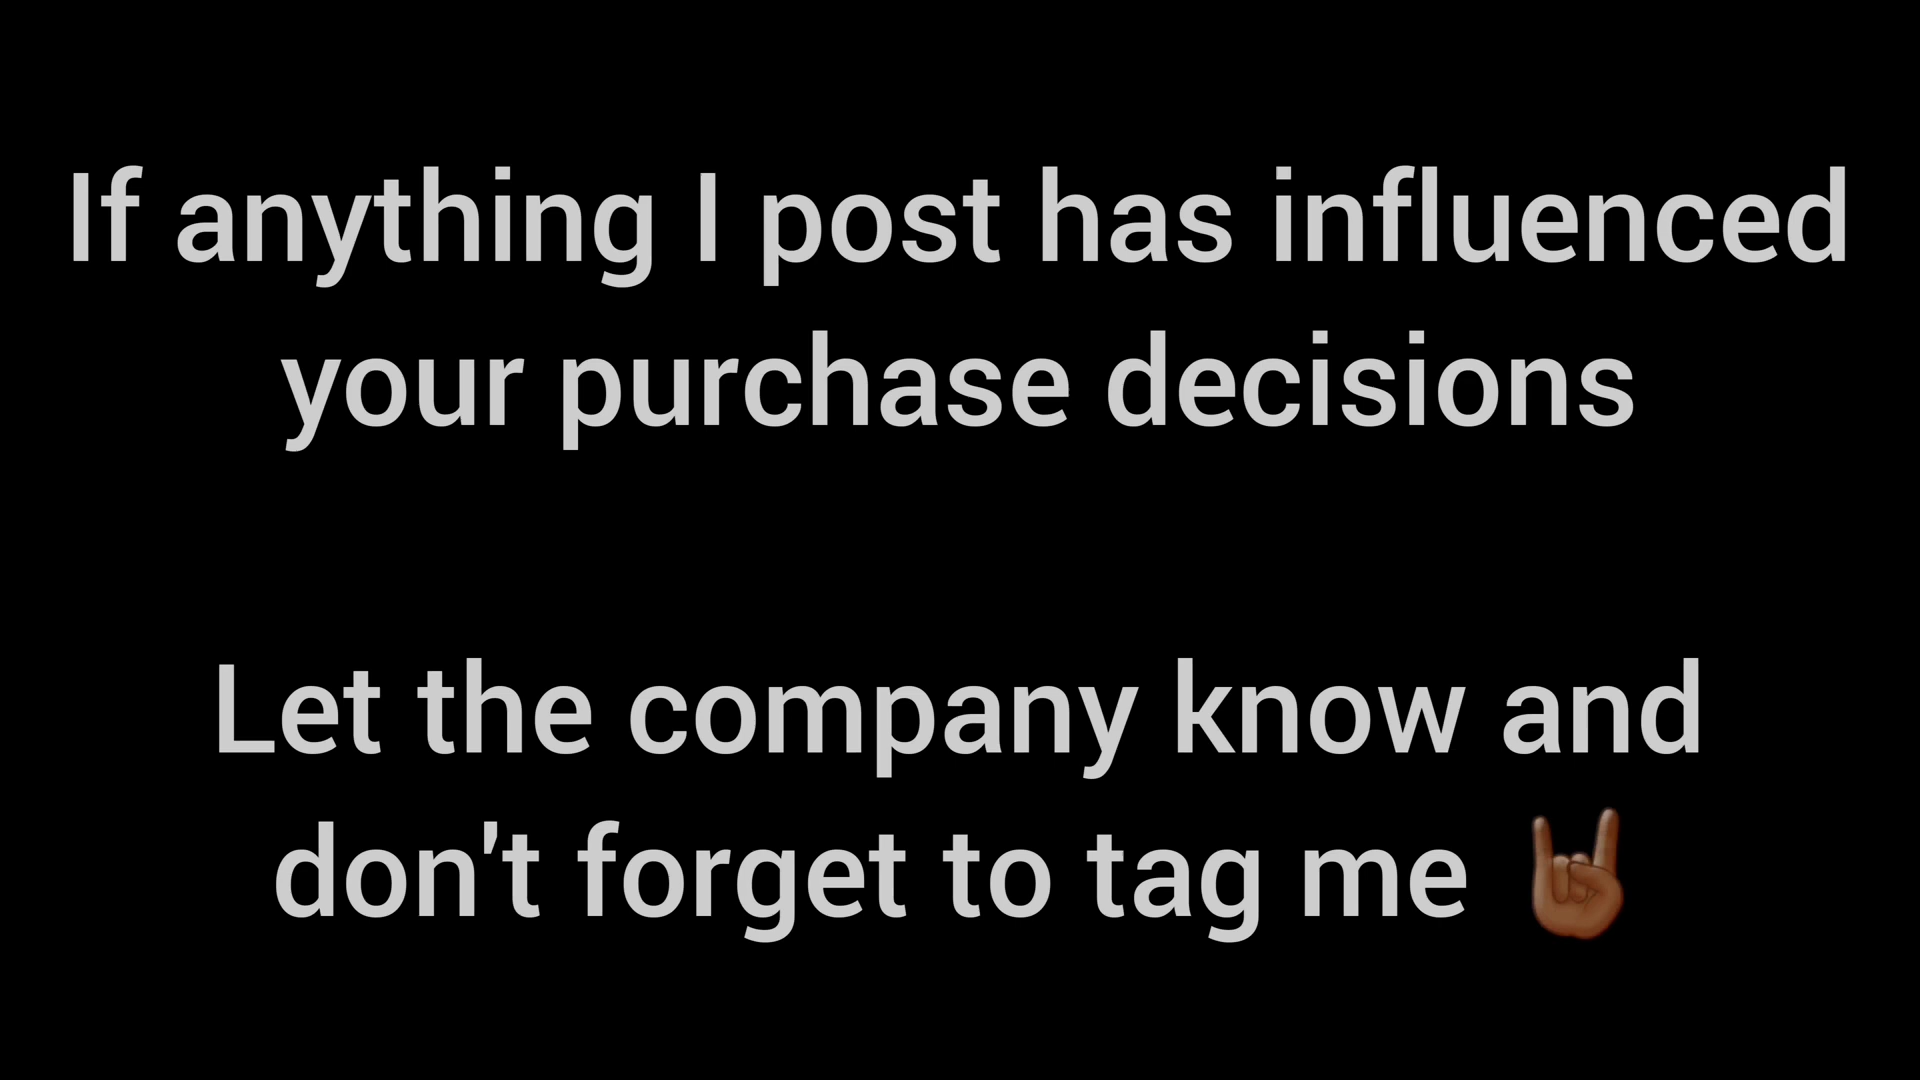 If anything I post has influenced
your purchase decisions
Let the company know and
don't forget to tag me 🤘🏾